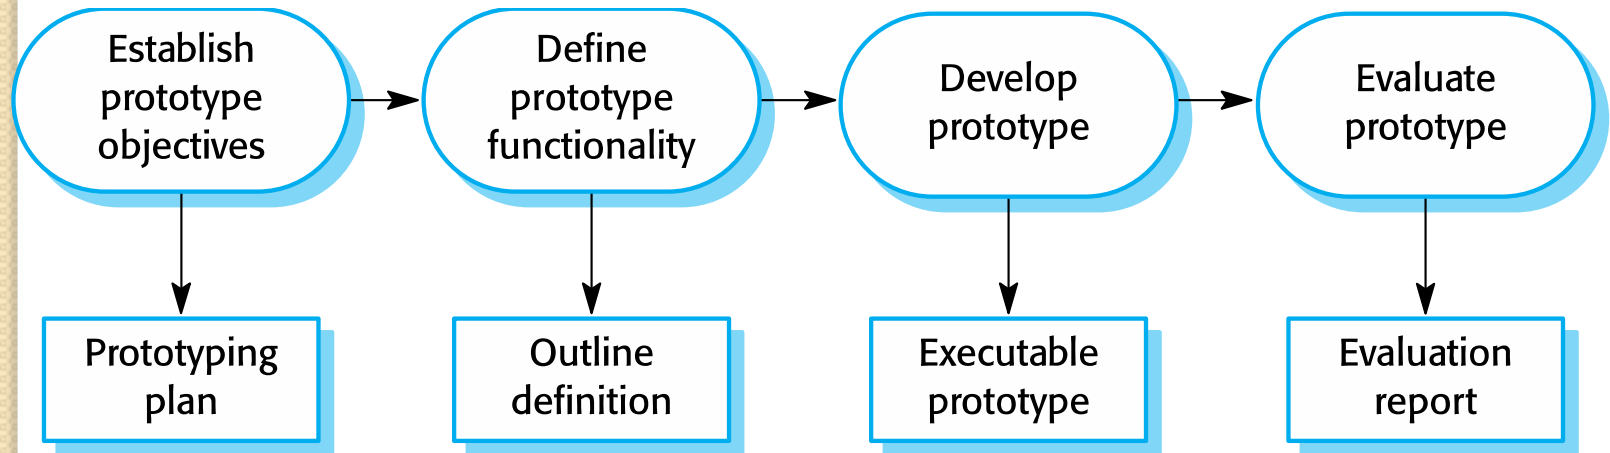 Establish
prototype
objectives
Define
prototype
functionality
Develop
prototype
Evaluate
prototype
Prototyping
plan
Outline
definition
Executable
prototype
Evaluation
report